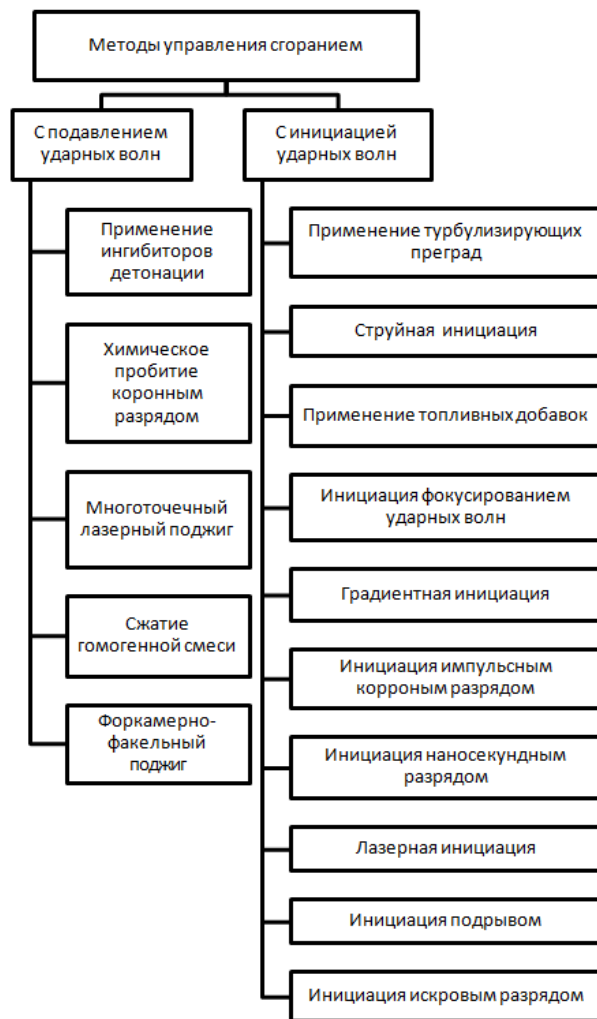 Методы управления сгоранием
С подавлением
ударных волн
С инициацией
ударных волн
Применение
ингибиторов
детонации
Химическое
пробитие
коронным
разрядом
Многоточечный
лазерный поджиг
Сжатие
гомогенной смеси
Форкамерно-
факельный
поджиг
Применение турбулизирующих
преград
Струйная инициация
Применение топливных добавок
Инициация фокусированием
ударных волн
Градиентная инициация
Инициация импульсным
корроным разрядом
Инициация наносекундным
разрядом
Лазерная инициация
Инициация подрывом
Инициация искровым разрядом